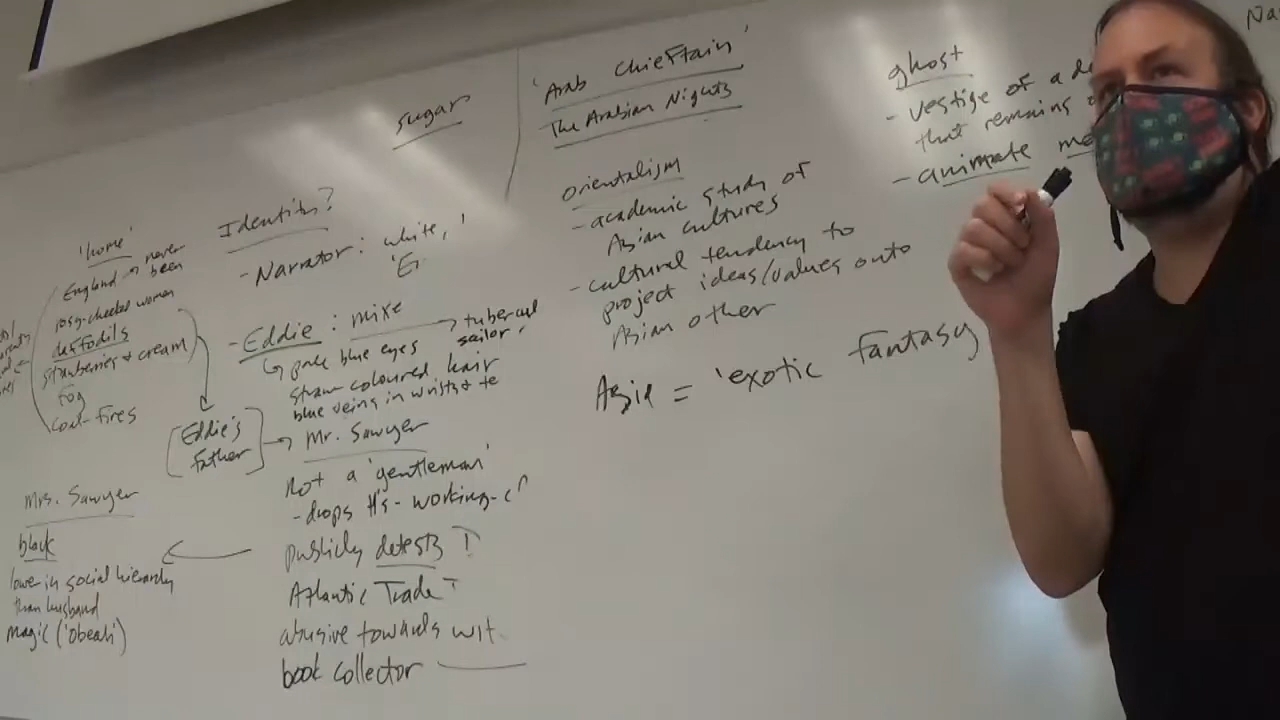 sugar
'home'
England → never
been
rosy-cheeked women
daffodils
strawberries + cream
fog
coal-fires
[Eddie's
father] →
Mrs. Sawyer
black
lower in social hierarchy
than husband
magic ('obeah')
Identity?
- Narrator: white,
- Eddie: mixe
pale blue eyes
sailor
straw coloured hair
blue veins in wrists + te
Mr. Sawyer
not a 'gentleman'
- drops H's - working-cl
publicly detests
Atlantic Trade
abusive towards
book collector
'Arab Chieftain'
The Arabian Nights
orientalism
- academic study of
Asian cultures
- cultural tendency to
project ideas/values onto
Asian other
Asia = 'exotic fantasy
ghost
- vestige of a
that remains
- animate